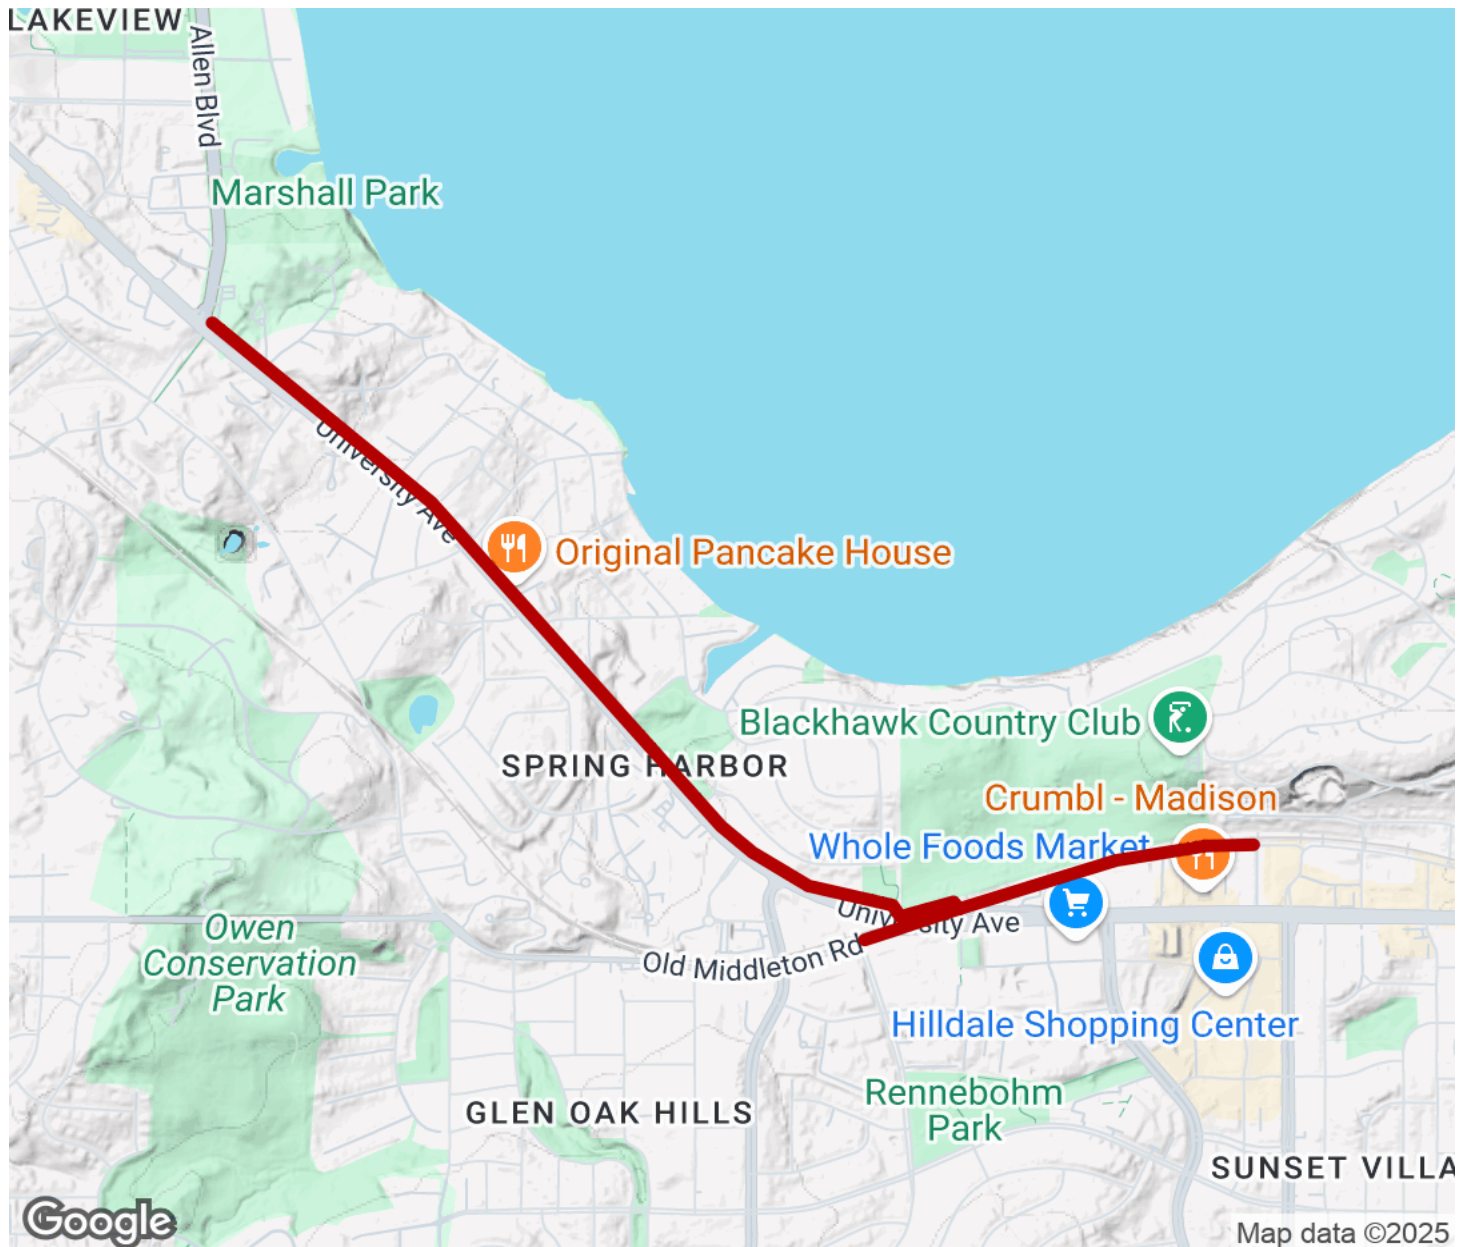 LAKEVIEW
Allen Blvd
Marshall Park
University Ave
Original Pancake House
Blackhawk Country Club
SPRING HARBOR
Crumbl - Madison
Whole Foods Market
University Ave
Old Middleton Rd
Owen
Conservation
Park
Hilldale Shopping Center
Rennebohm
Park
GLEN OAK HILLS
SUNSET VILLA
Google
Map data ©2025